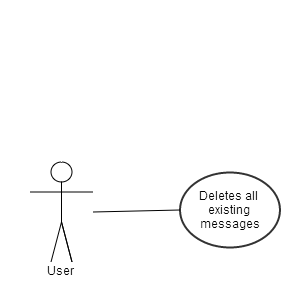 Deletes all
existing
messages
User